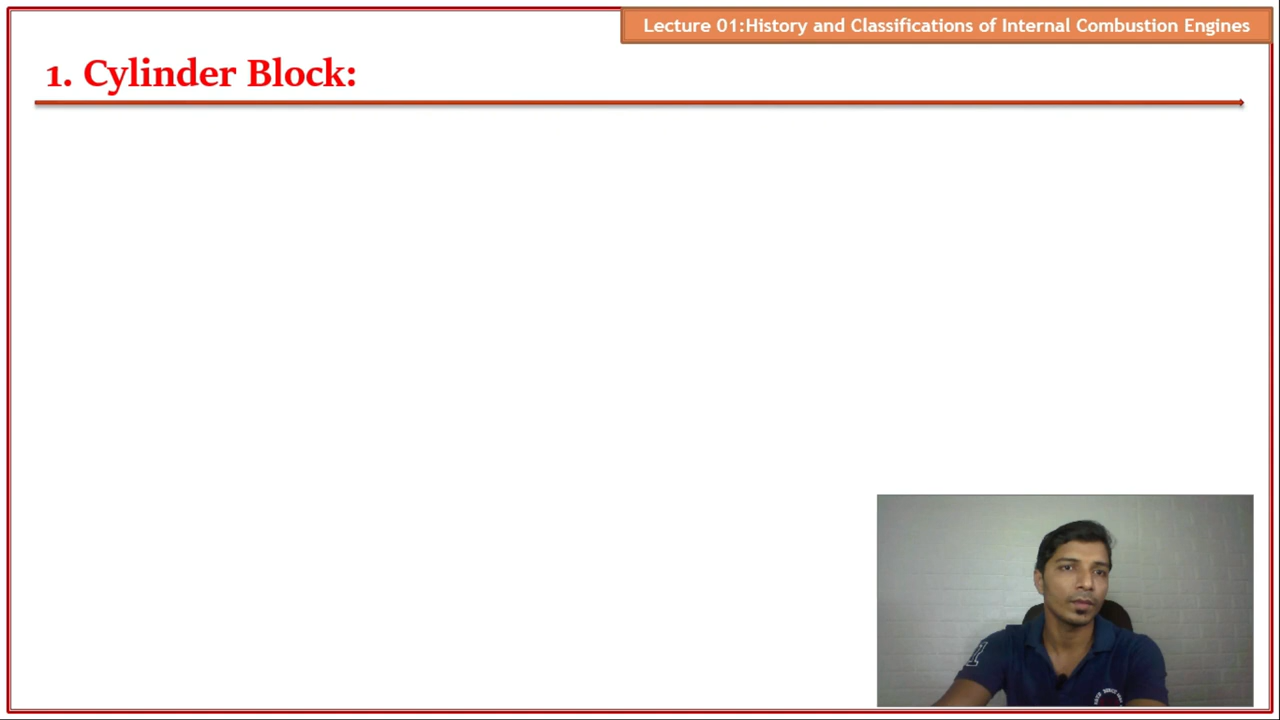 Lecture 01:History and Classifications of Internal Combustion Engines
1. Cylinder Block: